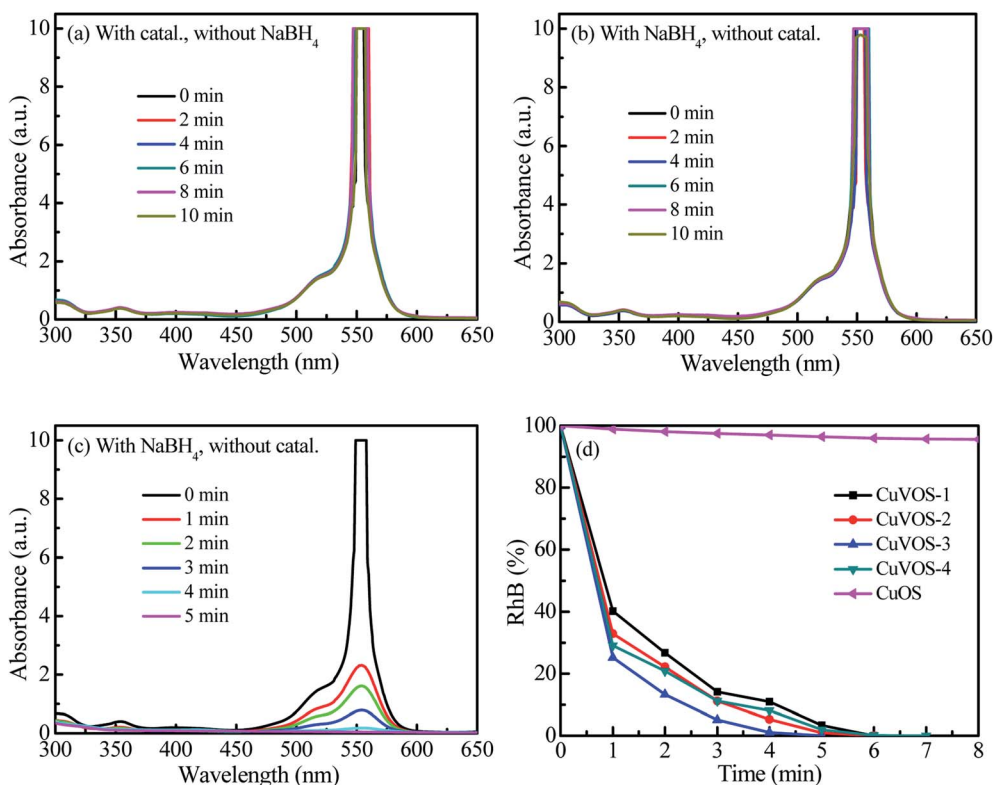 (a) With catal., without NaBH4
0 min
2 min
4 min
6 min
8 min
10 min
Absorbance (a.u.)
10
8
6
4
2
0
300 350 400 450 500 550 600 650
Wavelength (nm)
(b) With NaBH4, without catal.
0 min
2 min
4 min
6 min
8 min
10 min
Absorbance (a.u.)
10
8
6
4
2
0
300 350 400 450 500 550 600 650
Wavelength (nm)
(c) With NaBH4, without catal.
0 min
1 min
2 min
3 min
4 min
5 min
Absorbance (a.u.)
10
8
6
4
2
0
300 350 400 450 500 550 600 650
Wavelength (nm)
(d)
CuVOS-1
CuVOS-2
CuVOS-3
CuVOS-4
CuOS
RhB (%)
100
80
60
40
20
0
0 1 2 3 4 5 6 7 8
Time (min)